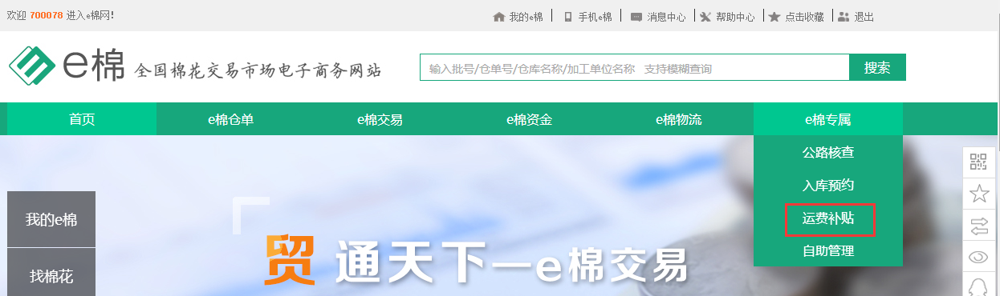 欢迎 700078 进入e棉网!
我的e棉 手机e棉 消息中心 帮助中心 点击收藏 退出
e棉 全国棉花交易市场电子商务网站
输入批号/仓单号/仓库名称/加工单位名称 支持模糊查询 搜索
首页 e棉仓单 e棉交易 e棉资金 e棉物流 e棉专属
公路核查
入库预约
运费补贴
自助管理
我的e棉
找棉花
贸通天下—e棉交易